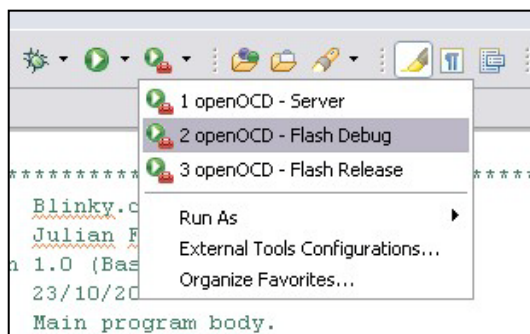 1 openOCD - Server
2 openOCD - Flash Debug
3 openOCD - Flash Release
Run As
External Tools Configurations...
Organize Favorites...
**********
*****
Blinky.c
Julian
1.0 (Bas
23/10/20
Main program body.